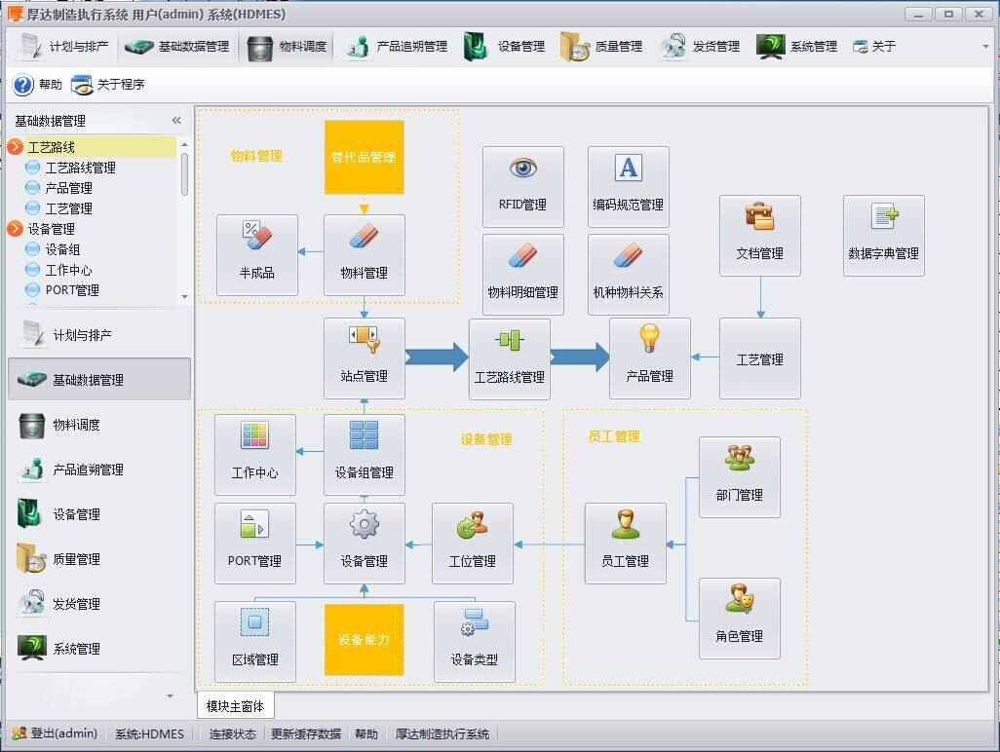 厚达制造执行系统 用户(admin) 系统(HDMES)
计划与排产 基础数据管理 物料调度 产品追朔管理 设备管理 质量管理 发货管理 系统管理 关于
帮助 关于程序
基础数据管理
工艺路线
工艺路线管理
产品管理
工艺管理
设备管理
设备组
工作中心
PORT管理
计划与排产
基础数据管理
物料调度
产品追朔管理
设备管理
质量管理
发货管理
系统管理
物料管理
替代品管理
半成品
物料管理
RFID管理
编码规范管理
物料明细管理
机种物料关系
文档管理
数据字典管理
站点管理
工艺路线管理
产品管理
工艺管理
设备管理
工作中心
设备组管理
PORT管理
设备管理
工位管理
区域管理
设备能力
设备类型
员工管理
部门管理
员工管理
角色管理
模块主窗体
登出(admin) 系统:HDMES 连接状态 更新缓存数据 帮助 厚达制造执行系统